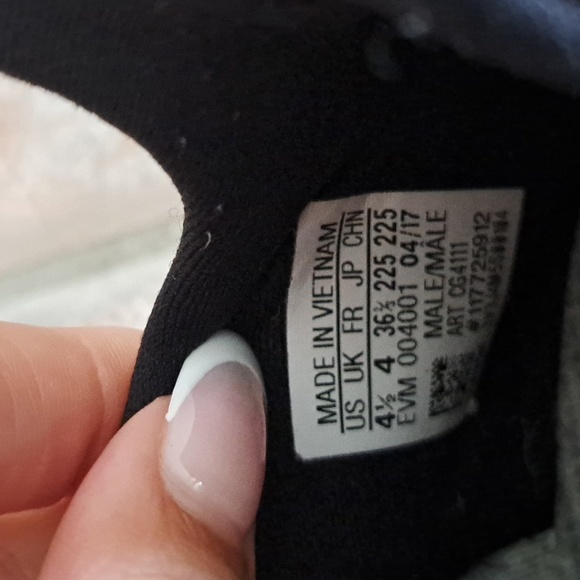 MADE IN VIETNAM
US UK FR JP CHN
4½ 4 36⅔ 225 225
EVM 004001 04/17
MALE/MÂLE
ART CG4111
#:1177725912